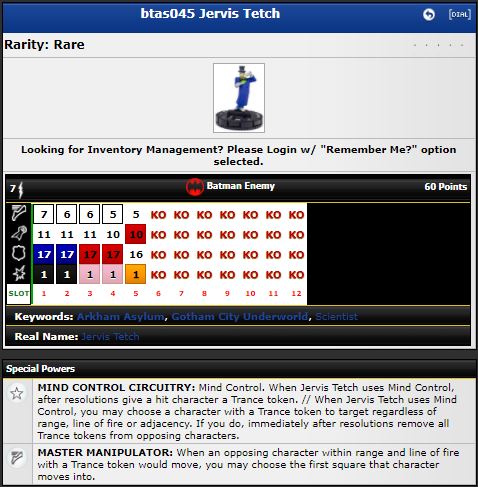 btas045 Jervis Tetch
[DIAL]
Rarity: Rare
Looking for Inventory Management? Please Login w/ "Remember Me?" option
selected.
7 Batman Enemy 60 Points
7 6 6 5 5 KO KO KO KO KO KO KO
11 11 11 10 10 KO KO KO KO KO KO KO
17 17 17 17 16 KO KO KO KO KO KO KO
1 1 1 1 1 KO KO KO KO KO KO KO
SLOT 1 2 3 4 5 6 7 8 9 10 11 12
Keywords: Arkham Asylum, Gotham City Underworld, Scientist
Real Name: Jervis Tetch
Special Powers
MIND CONTROL CIRCUITRY: Mind Control. When Jervis Tetch uses Mind Control,
after resolutions give a hit character a Trance token. // When Jervis Tetch uses Mind
Control, you may choose a character with a Trance token to target regardless of
range, line of fire or adjacency. If you do, immediately after resolutions remove all
Trance tokens from opposing characters.
MASTER MANIPULATOR: When an opposing character within range and line of fire
with a Trance token would move, you may choose the first square that character
moves into.